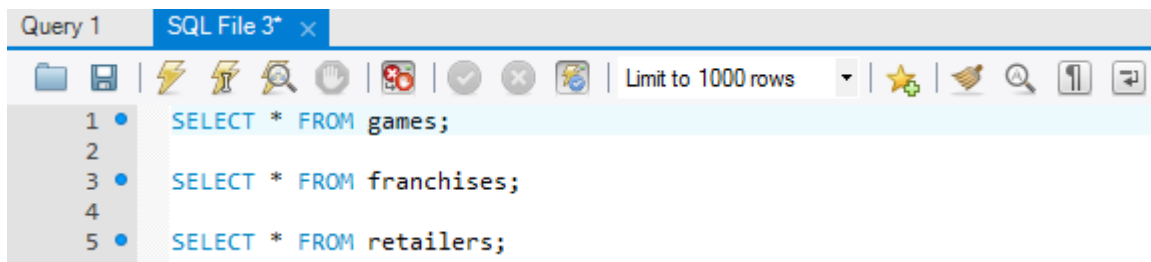 Query 1 SQL File 3* ×
Limit to 1000 rows
1 SELECT * FROM games;
2
3 SELECT * FROM franchises;
4
5 SELECT * FROM retailers;